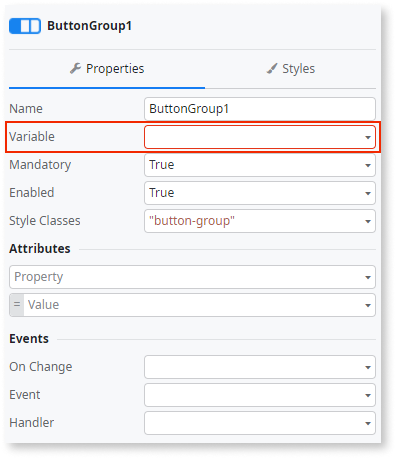 ButtonGroup1
Properties Styles
Name ButtonGroup1
Variable
Mandatory True
Enabled True
Style Classes "button-group"
Attributes
Property
= Value
Events
On Change
Event
Handler